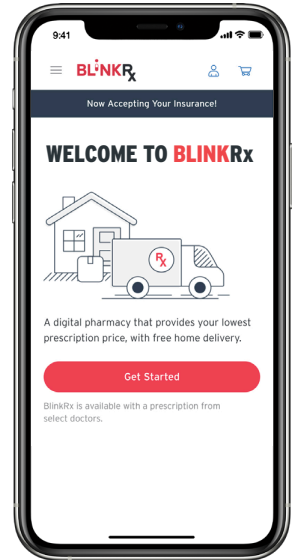 9:41
BLINKRx
Now Accepting Your Insurance!
WELCOME TO BLINKRx
Rx
A digital pharmacy that provides your lowest
prescription price, with free home delivery.
Get Started
BlinkRx is available with a prescription from
select doctors.